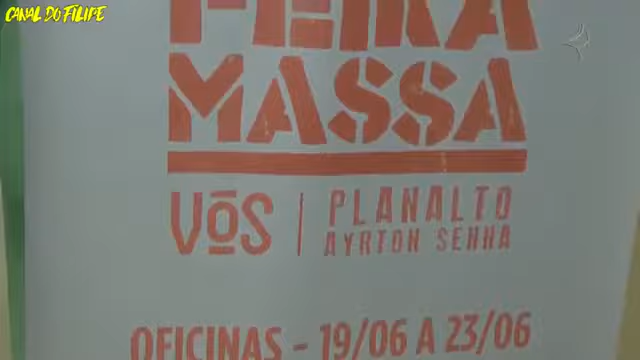 CANAL DO FILIPE
FEIRA
MASSA
VŌS | PLANALTO
AYRTON SENNA
OFICINAS - 19/06 A 23/06